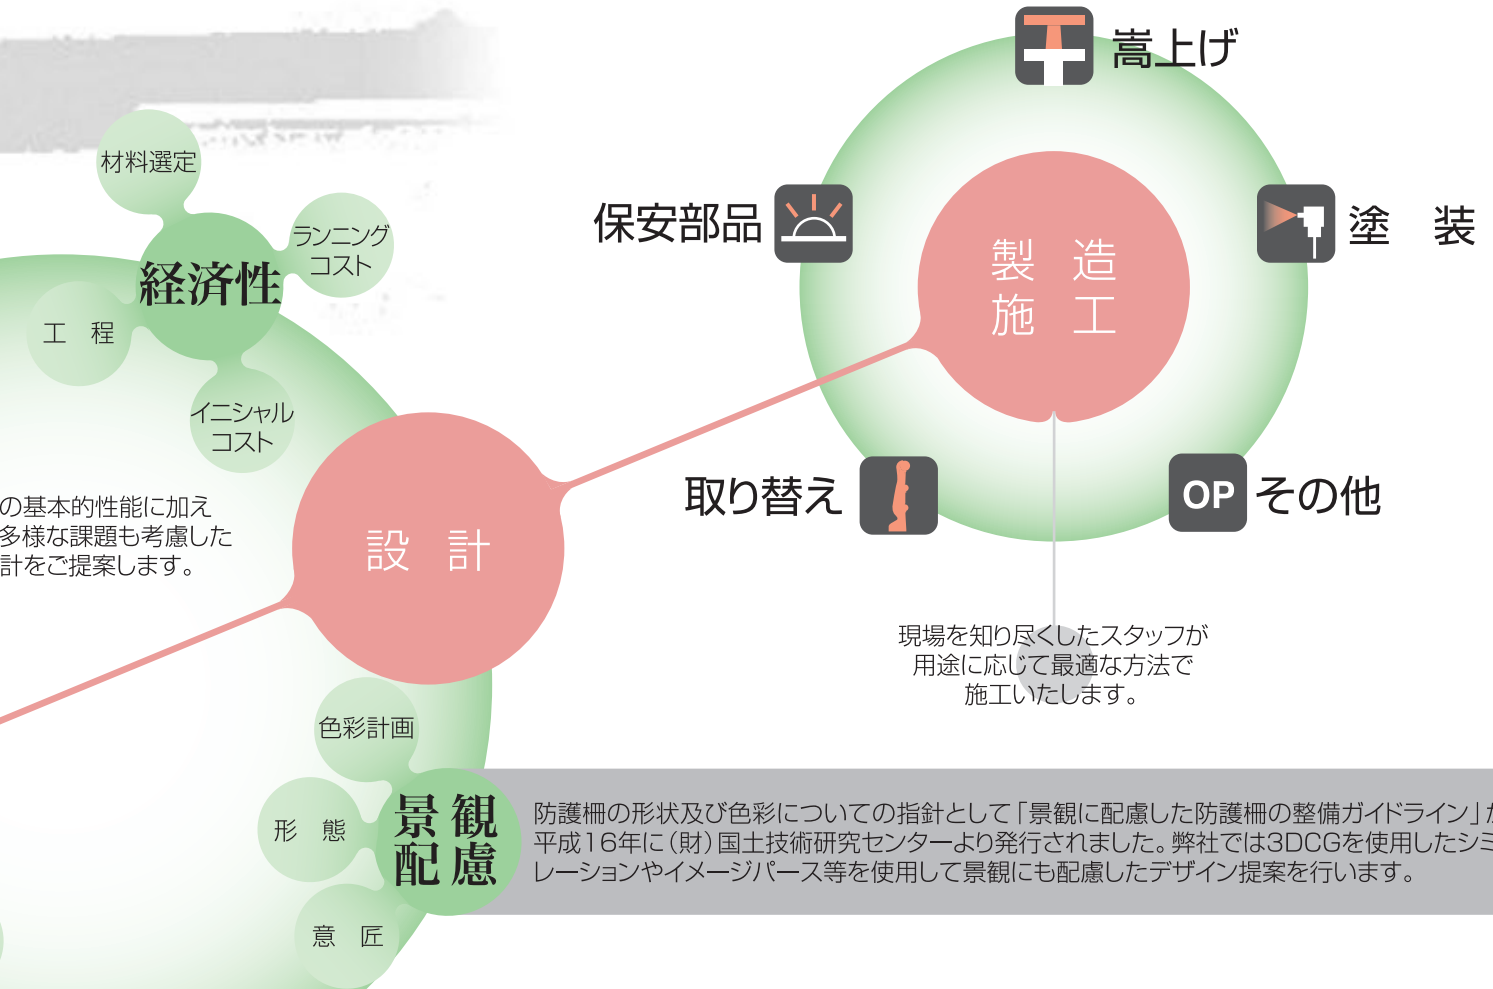 嵩上げ
保安部品
塗　装
製　造
施　工
取り替え
OP
その他
現場を知り尽くしたスタッフが
用途に応じて最適な方法で
施工いたします。
材料選定
ランニング
コスト
経済性
工　程
イニシャル
コスト
の基本的性能に加え
多様な課題も考慮した
計をご提案します。
設　計
色彩計画
形　態
景観
配慮
意　匠
防護柵の形状及び色彩についての指針として「景観に配慮した防護柵の整備ガイドライン」が
平成16年に（財）国土技術研究センターより発行されました。弊社では3DCGを使用したシミ
レーションやイメージパース等を使用して景観にも配慮したデザイン提案を行います。